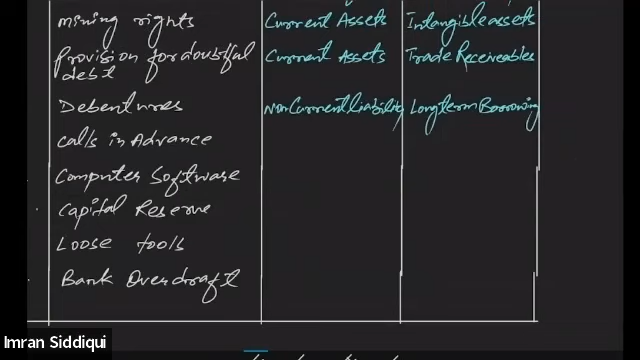 mining rights Current Assets Intangible assets
Provision for doubtful Current Assets Trade Receivables
debt
Debentures Non Current liability Long term Borrowing
Calls in Advance
Computer Software
Capital Reserve
Loose tools
Bank Overdraft
Imran Siddiqui